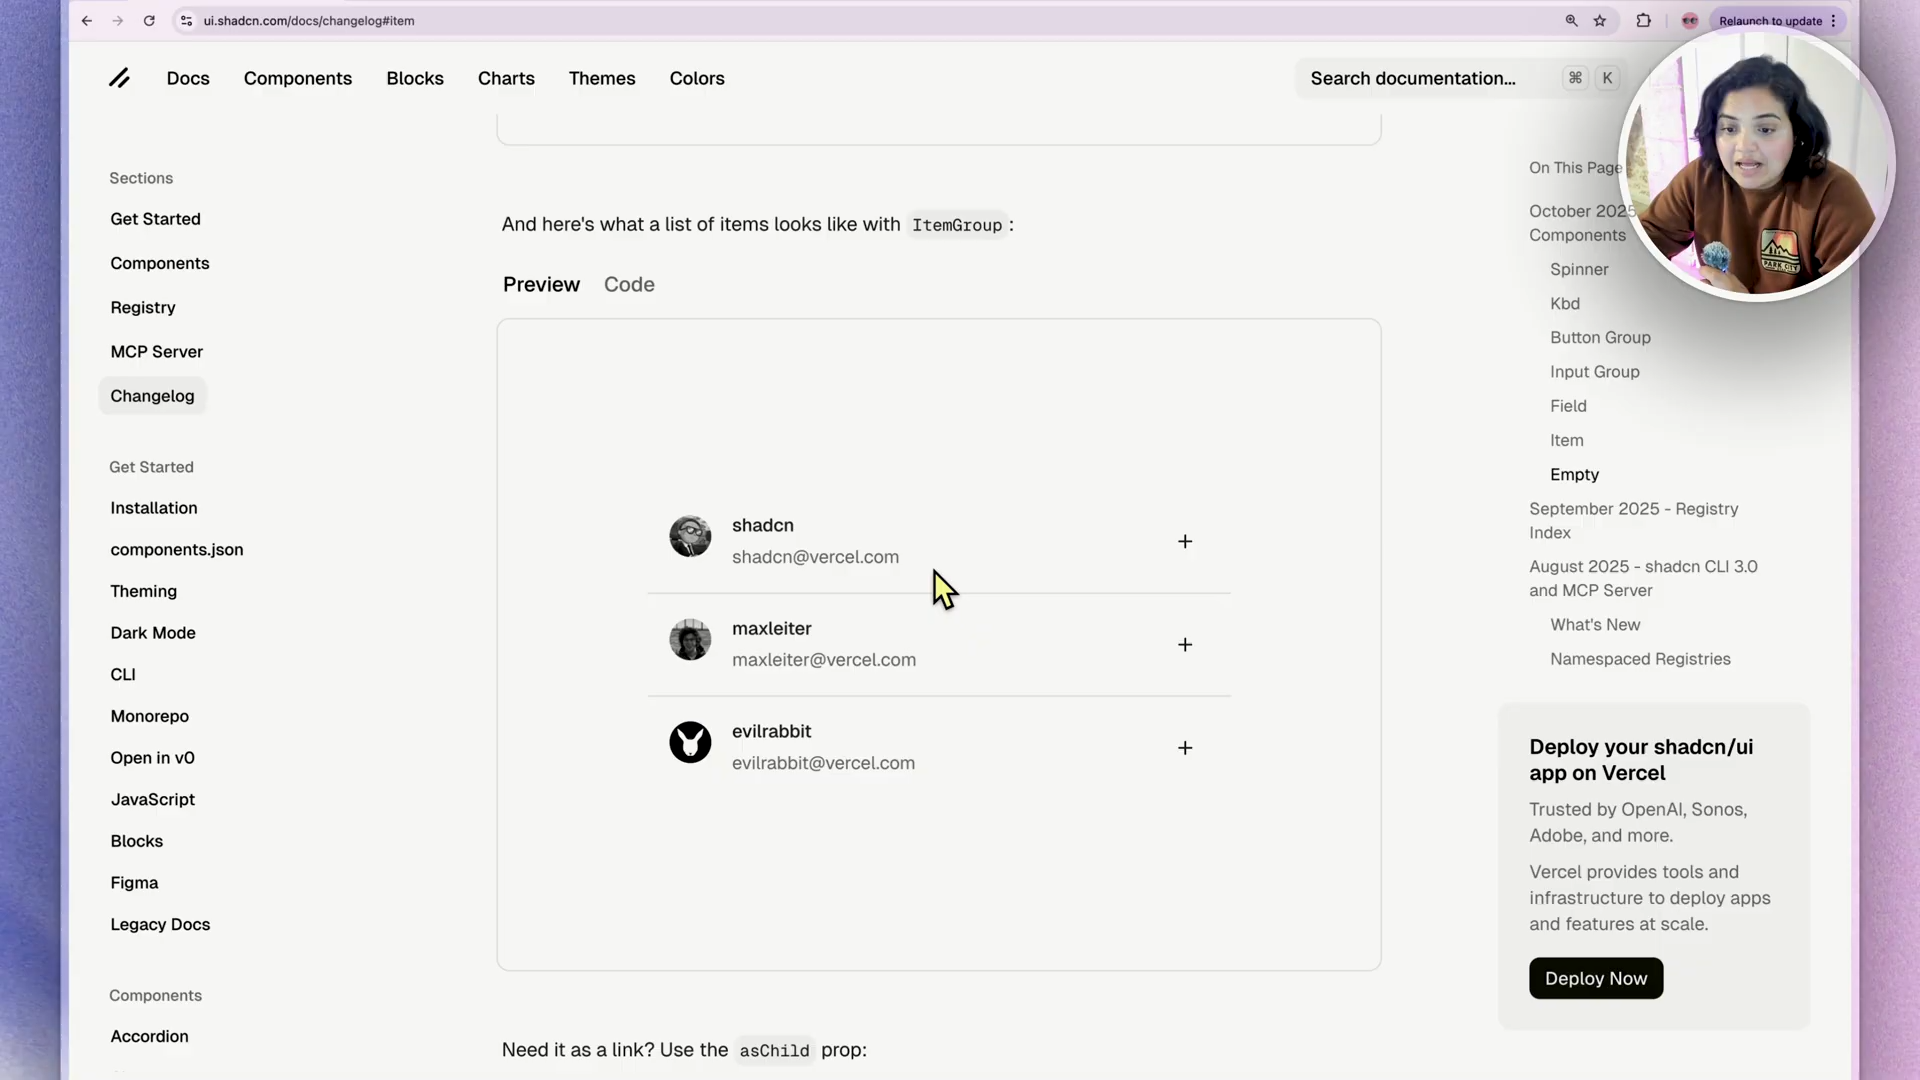 ui.shadcn.com/docs/changelog#item
Relaunch to update
Docs
Components
Blocks
Charts
Themes
Colors
Search documentation...
⌘
K
Sections
Get Started
Components
Registry
MCP Server
Changelog
Get Started
Installation
components.json
Theming
Dark Mode
CLI
Monorepo
Open in v0
JavaScript
Blocks
Figma
Legacy Docs
Components
Accordion
And here's what a list of items looks like with ItemGroup :
Preview
Code
shadcn
shadcn@vercel.com
maxleiter
maxleiter@vercel.com
evilrabbit
evilrabbit@vercel.com
Need it as a link? Use the asChild prop:
On This Page
October 2025
Components
Spinner
Kbd
Button Group
Input Group
Field
Item
Empty
September 2025 - Registry
Index
August 2025 - shadcn CLI 3.0
and MCP Server
What's New
Namespaced Registries
Deploy your shadcn/ui
app on Vercel
Trusted by OpenAI, Sonos,
Adobe, and more.
Vercel provides tools and
infrastructure to deploy apps
and features at scale.
Deploy Now
PARK CITY